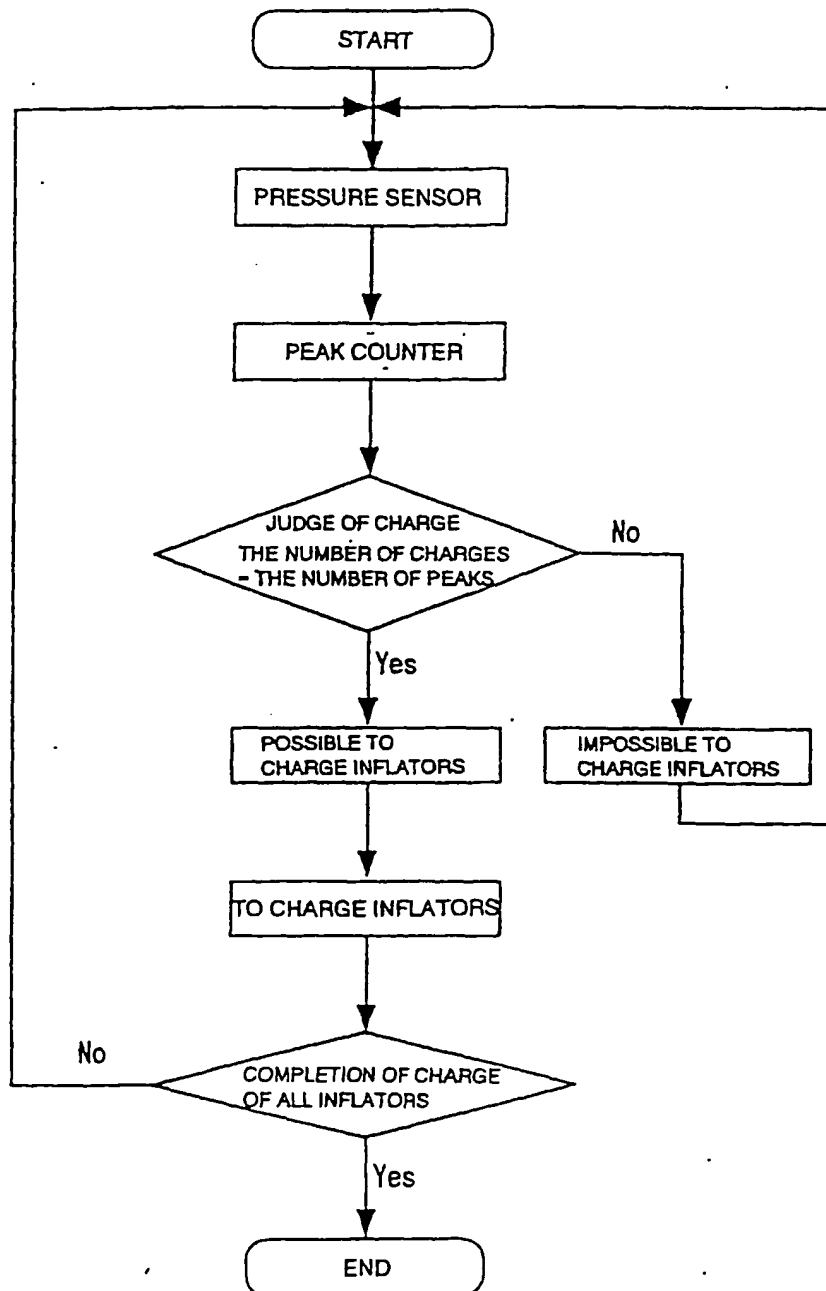 START
PRESSURE SENSOR
PEAK COUNTER
JUDGE OF CHARGE
THE NUMBER OF CHARGES
= THE NUMBER OF PEAKS
No
Yes
POSSIBLE TO
CHARGE INFLATORS
IMPOSSIBLE TO
CHARGE INFLATORS
TO CHARGE INFLATORS
No
COMPLETION OF CHARGE
OF ALL INFLATORS
Yes
END